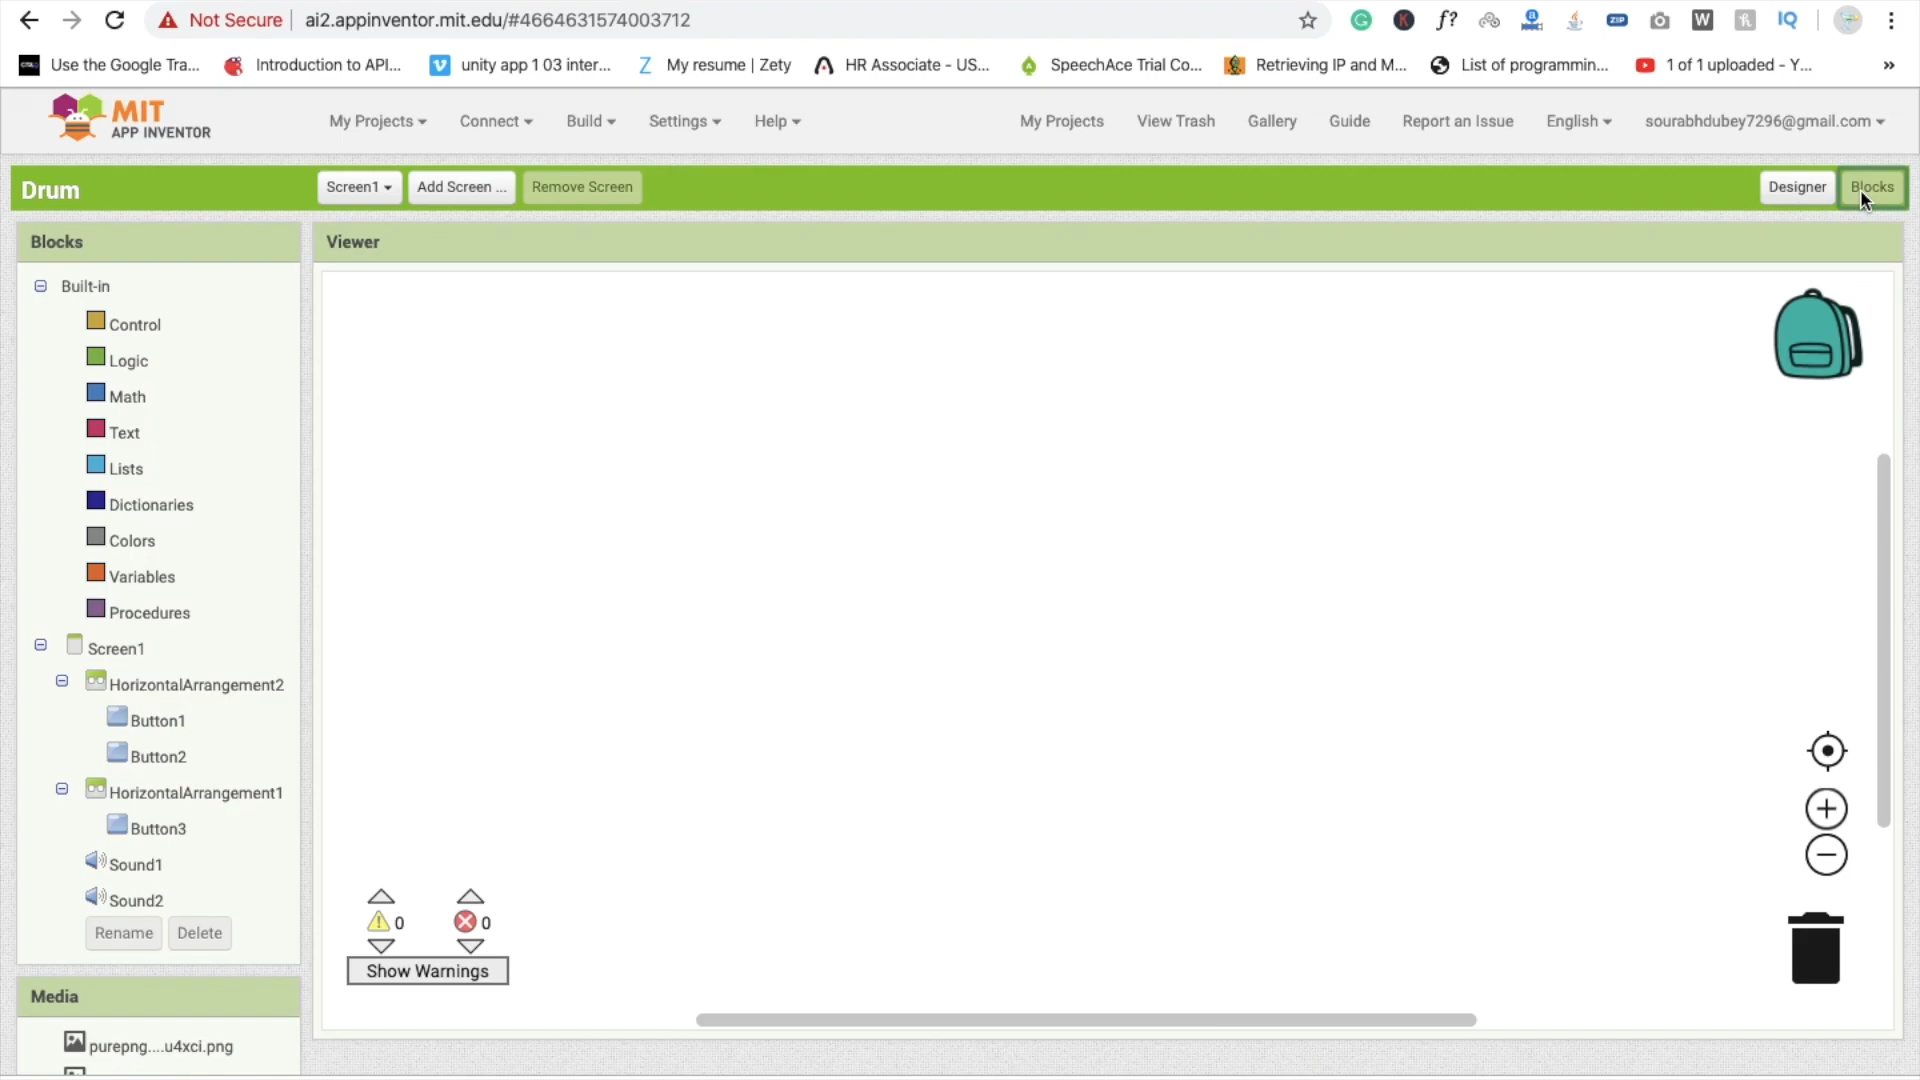 Not Secure
ai2.appinventor.mit.edu/#4664631574003712
Use the Google Tra...
Introduction to API...
unity app 1 03 inter...
My resume | Zety
HR Associate - US...
SpeechAce Trial Co...
Retrieving IP and M...
List of programmin...
1 of 1 uploaded - Y...
MIT
APP INVENTOR
My Projects
Connect
Build
Settings
Help
My Projects
View Trash
Gallery
Guide
Report an Issue
English
sourabhdubey7296@gmail.com
Drum
Screen1
Add Screen ...
Remove Screen
Designer
Blocks
Blocks
Viewer
Built-in
Control
Logic
Math
Text
Lists
Dictionaries
Colors
Variables
Procedures
Screen1
HorizontalArrangement2
Button1
Button2
HorizontalArrangement1
Button3
Sound1
Sound2
Rename
Delete
0
0
Show Warnings
Media
purepng....u4xci.png